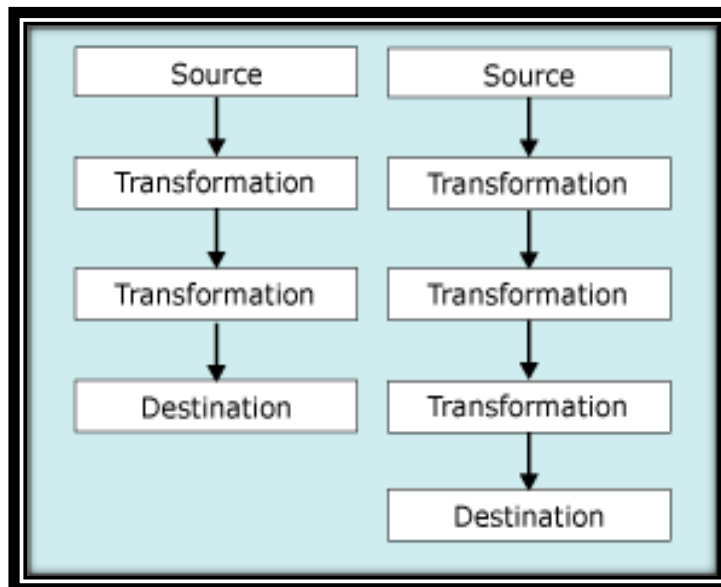 Source
Transformation
Transformation
Destination
Source
Transformation
Transformation
Transformation
Destination